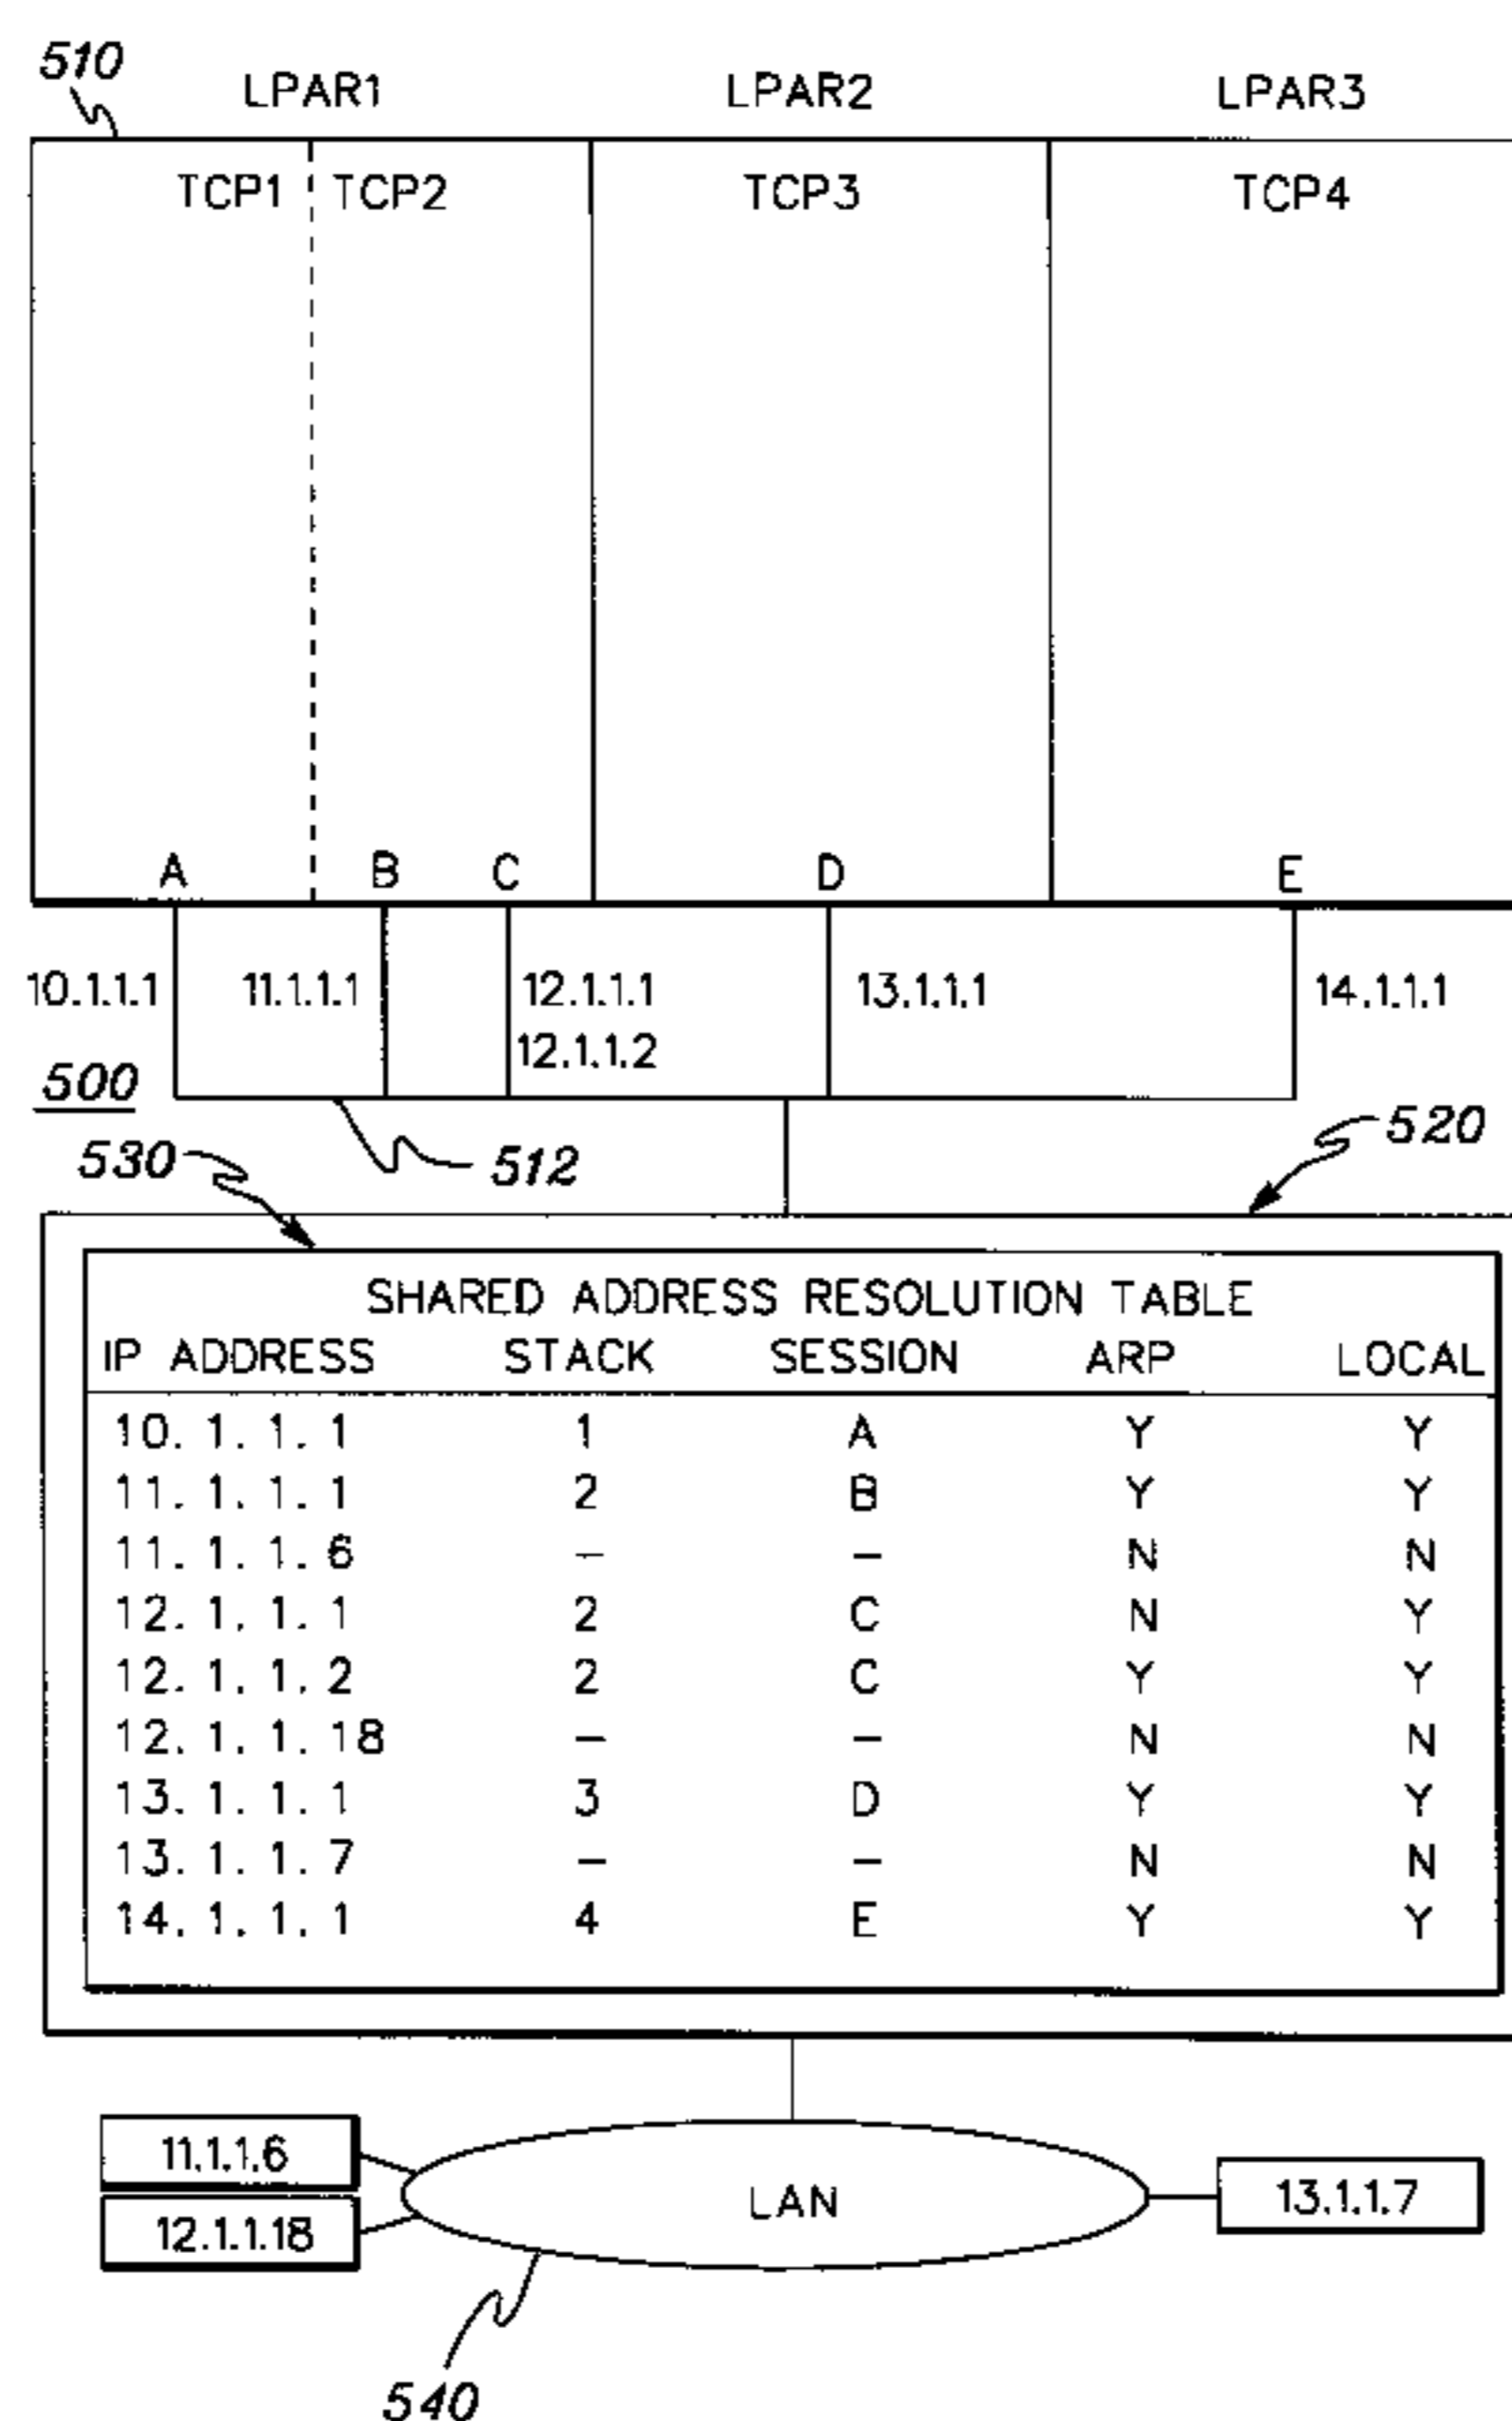 510
LPAR1 LPAR2 LPAR3
TCP1 TCP2 TCP3 TCP4
A B C D E
10.1.1.1 11.1.1.1 12.1.1.1 13.1.1.1 14.1.1.1
12.1.1.2
500
520
530
512
SHARED ADDRESS RESOLUTION TABLE
IP ADDRESS STACK SESSION ARP LOCAL
10.1.1.1 1 A Y Y
11.1.1.1 2 B Y Y
11.1.1.6 – – N N
12.1.1.1 2 C N Y
12.1.1.2 2 C Y Y
12.1.1.18 – – N N
13.1.1.1 3 D Y Y
13.1.1.7 – – N N
14.1.1.1 4 E Y Y
11.1.1.6
LAN
13.1.1.7
12.1.1.18
540